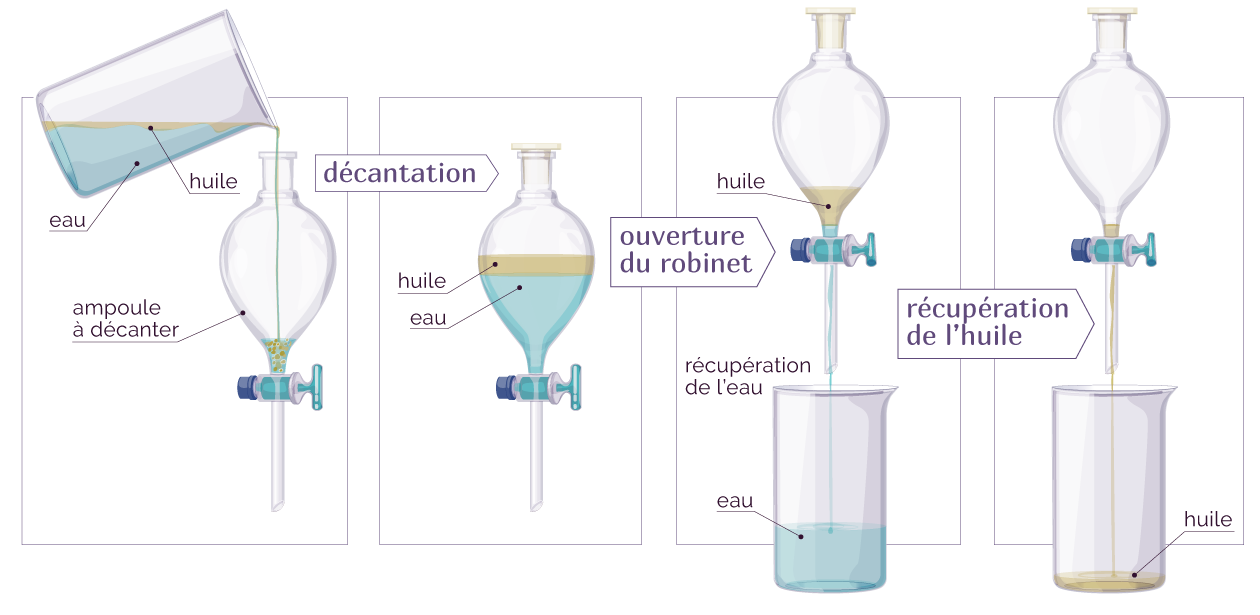 huile
eau
ampoule
à décanter
décantation
huile
eau
ouverture
du robinet
huile
récupération
de l'eau
eau
récupération
de l'huile
huile